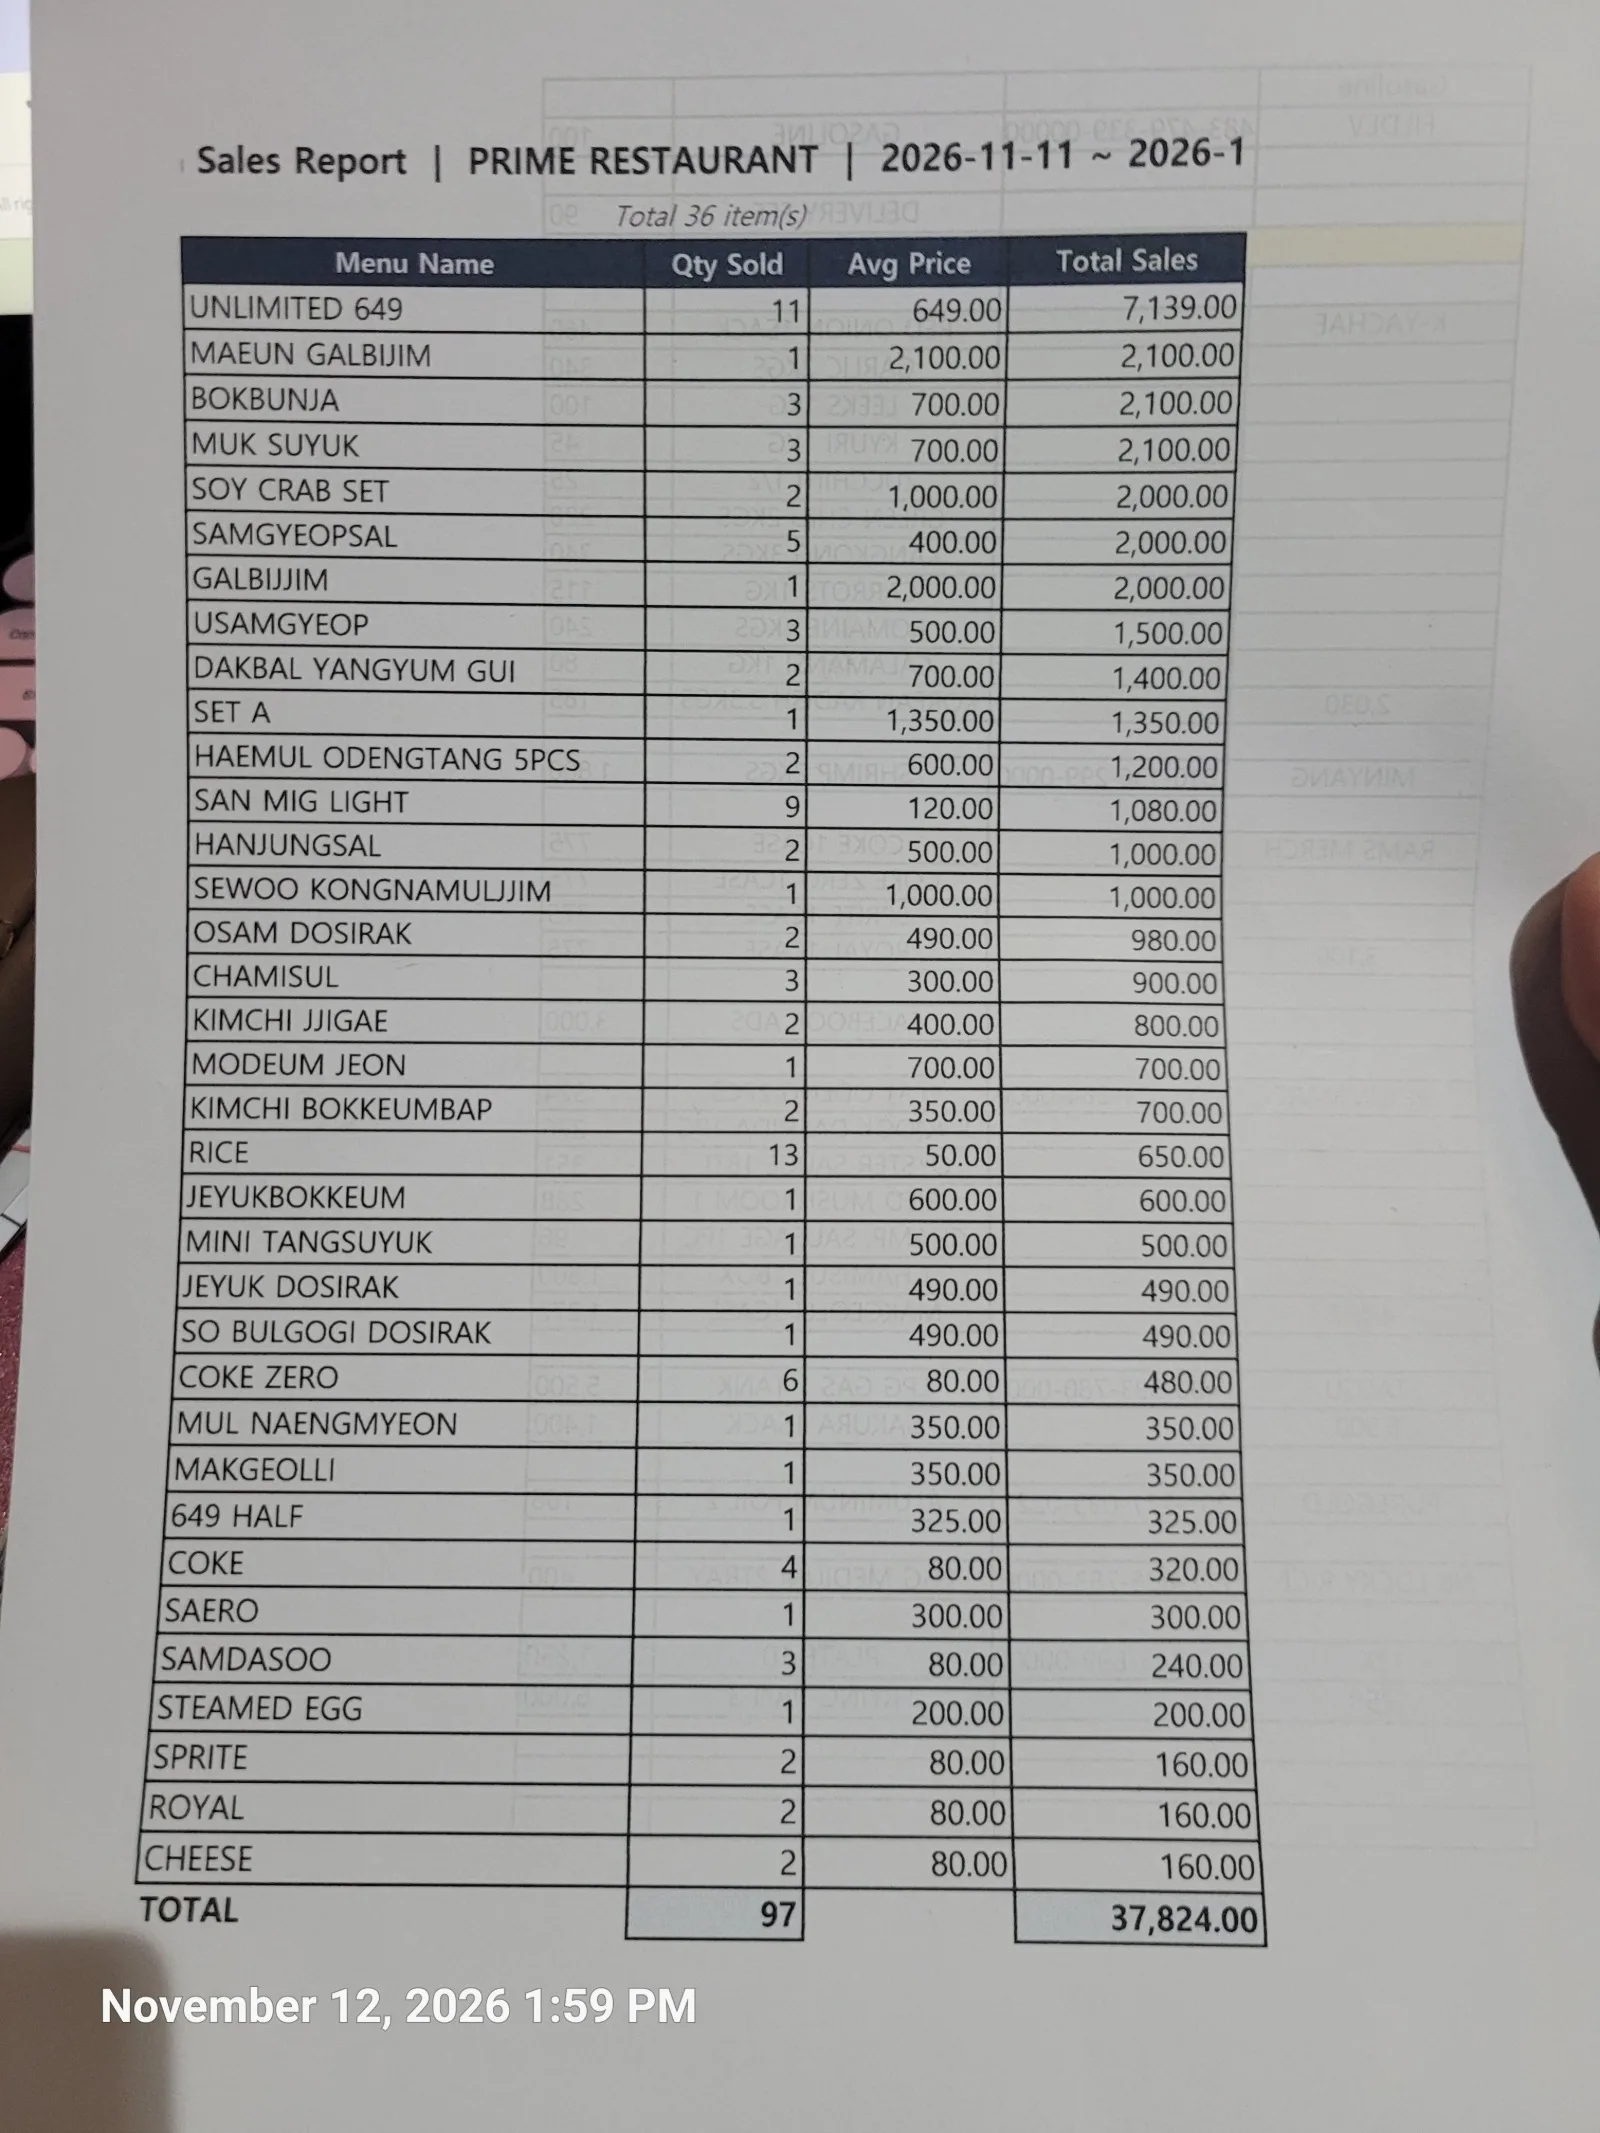 Sales Report | PRIME RESTAURANT | 2026-11-11 ~ 2026-1
Total 36 item(s)
Menu Name Qty Sold Avg Price Total Sales
UNLIMITED 649 11 649.00 7,139.00
MAEUN GALBIJIM 1 2,100.00 2,100.00
BOKBUNJA 3 700.00 2,100.00
MUK SUYUK 3 700.00 2,100.00
SOY CRAB SET 2 1,000.00 2,000.00
SAMGYEOPSAL 5 400.00 2,000.00
GALBIJJIM 1 2,000.00 2,000.00
USAMGYEOP 3 500.00 1,500.00
DAKBAL YANGYUM GUI 2 700.00 1,400.00
SET A 1 1,350.00 1,350.00
HAEMUL ODENGTANG 5PCS 2 600.00 1,200.00
SAN MIG LIGHT 9 120.00 1,080.00
HANJUNGSAL 2 500.00 1,000.00
SEWOO KONGNAMULJJIM 1 1,000.00 1,000.00
OSAM DOSIRAK 2 490.00 980.00
CHAMISUL 3 300.00 900.00
KIMCHI JJIGAE 2 400.00 800.00
MODEUM JEON 1 700.00 700.00
KIMCHI BOKKEUMBAP 2 350.00 700.00
RICE 13 50.00 650.00
JEYUKBOKKEUM 1 600.00 600.00
MINI TANGSUYUK 1 500.00 500.00
JEYUK DOSIRAK 1 490.00 490.00
SO BULGOGI DOSIRAK 1 490.00 490.00
COKE ZERO 6 80.00 480.00
MUL NAENGMYEON 1 350.00 350.00
MAKGEOLLI 1 350.00 350.00
649 HALF 1 325.00 325.00
COKE 4 80.00 320.00
SAERO 1 300.00 300.00
SAMDASOO 3 80.00 240.00
STEAMED EGG 1 200.00 200.00
SPRITE 2 80.00 160.00
ROYAL 2 80.00 160.00
CHEESE 2 80.00 160.00
TOTAL 97 37,824.00
November 12, 2026 1:59 PM